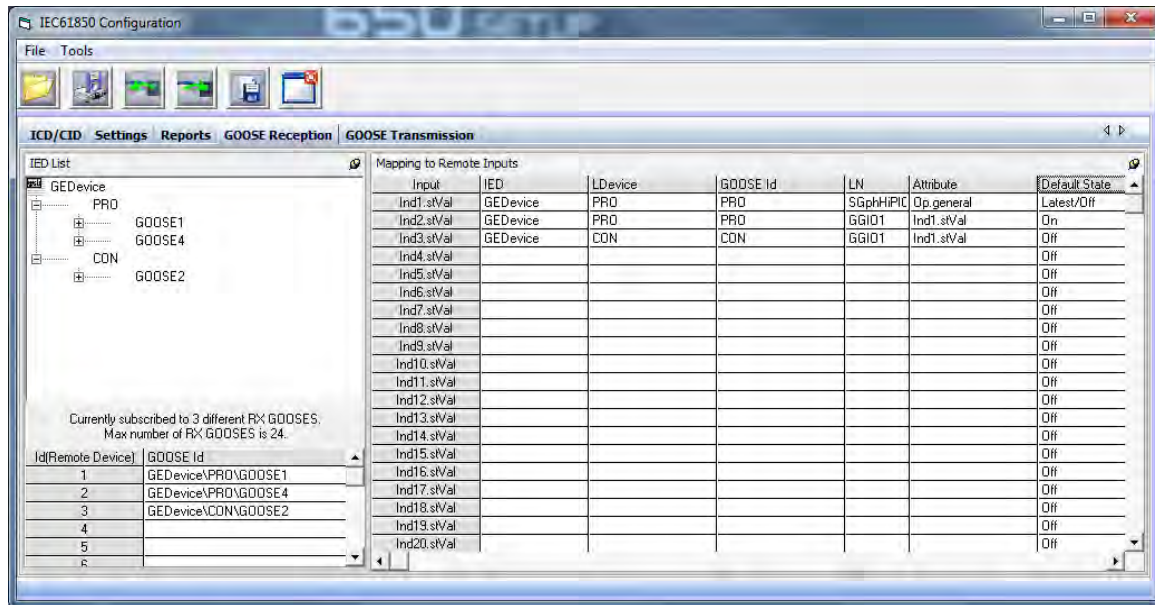 IEC61850 Configuration
650 SETUP
File Tools
ICD/CID Settings Reports GOOSE Reception GOOSE Transmission
IED List
GEDevice
PRO
GOOSE1
GOOSE4
CON
GOOSE2
Currently subscribed to 3 different RX GOOSES.
Max number of RX GOOSES is 24.
Id(Remote Device) GOOSE Id
1 GEDevice\PRO\GOOSE1
2 GEDevice\PRO\GOOSE4
3 GEDevice\CON\GOOSE2
4
5
6
Mapping to Remote Inputs
Input IED LDevice GOOSE Id LN Attribute Default State
Ind1.stVal GEDevice PRO PRO SGphHiPIC Op.general Latest/Off
Ind2.stVal GEDevice PRO PRO GGIO1 Ind1.stVal On
Ind3.stVal GEDevice CON CON GGIO1 Ind1.stVal Off
Ind4.stVal Off
Ind5.stVal Off
Ind6.stVal Off
Ind7.stVal Off
Ind8.stVal Off
Ind9.stVal Off
Ind10.stVal Off
Ind11.stVal Off
Ind12.stVal Off
Ind13.stVal Off
Ind14.stVal Off
Ind15.stVal Off
Ind16.stVal Off
Ind17.stVal Off
Ind18.stVal Off
Ind19.stVal Off
Ind20.stVal Off